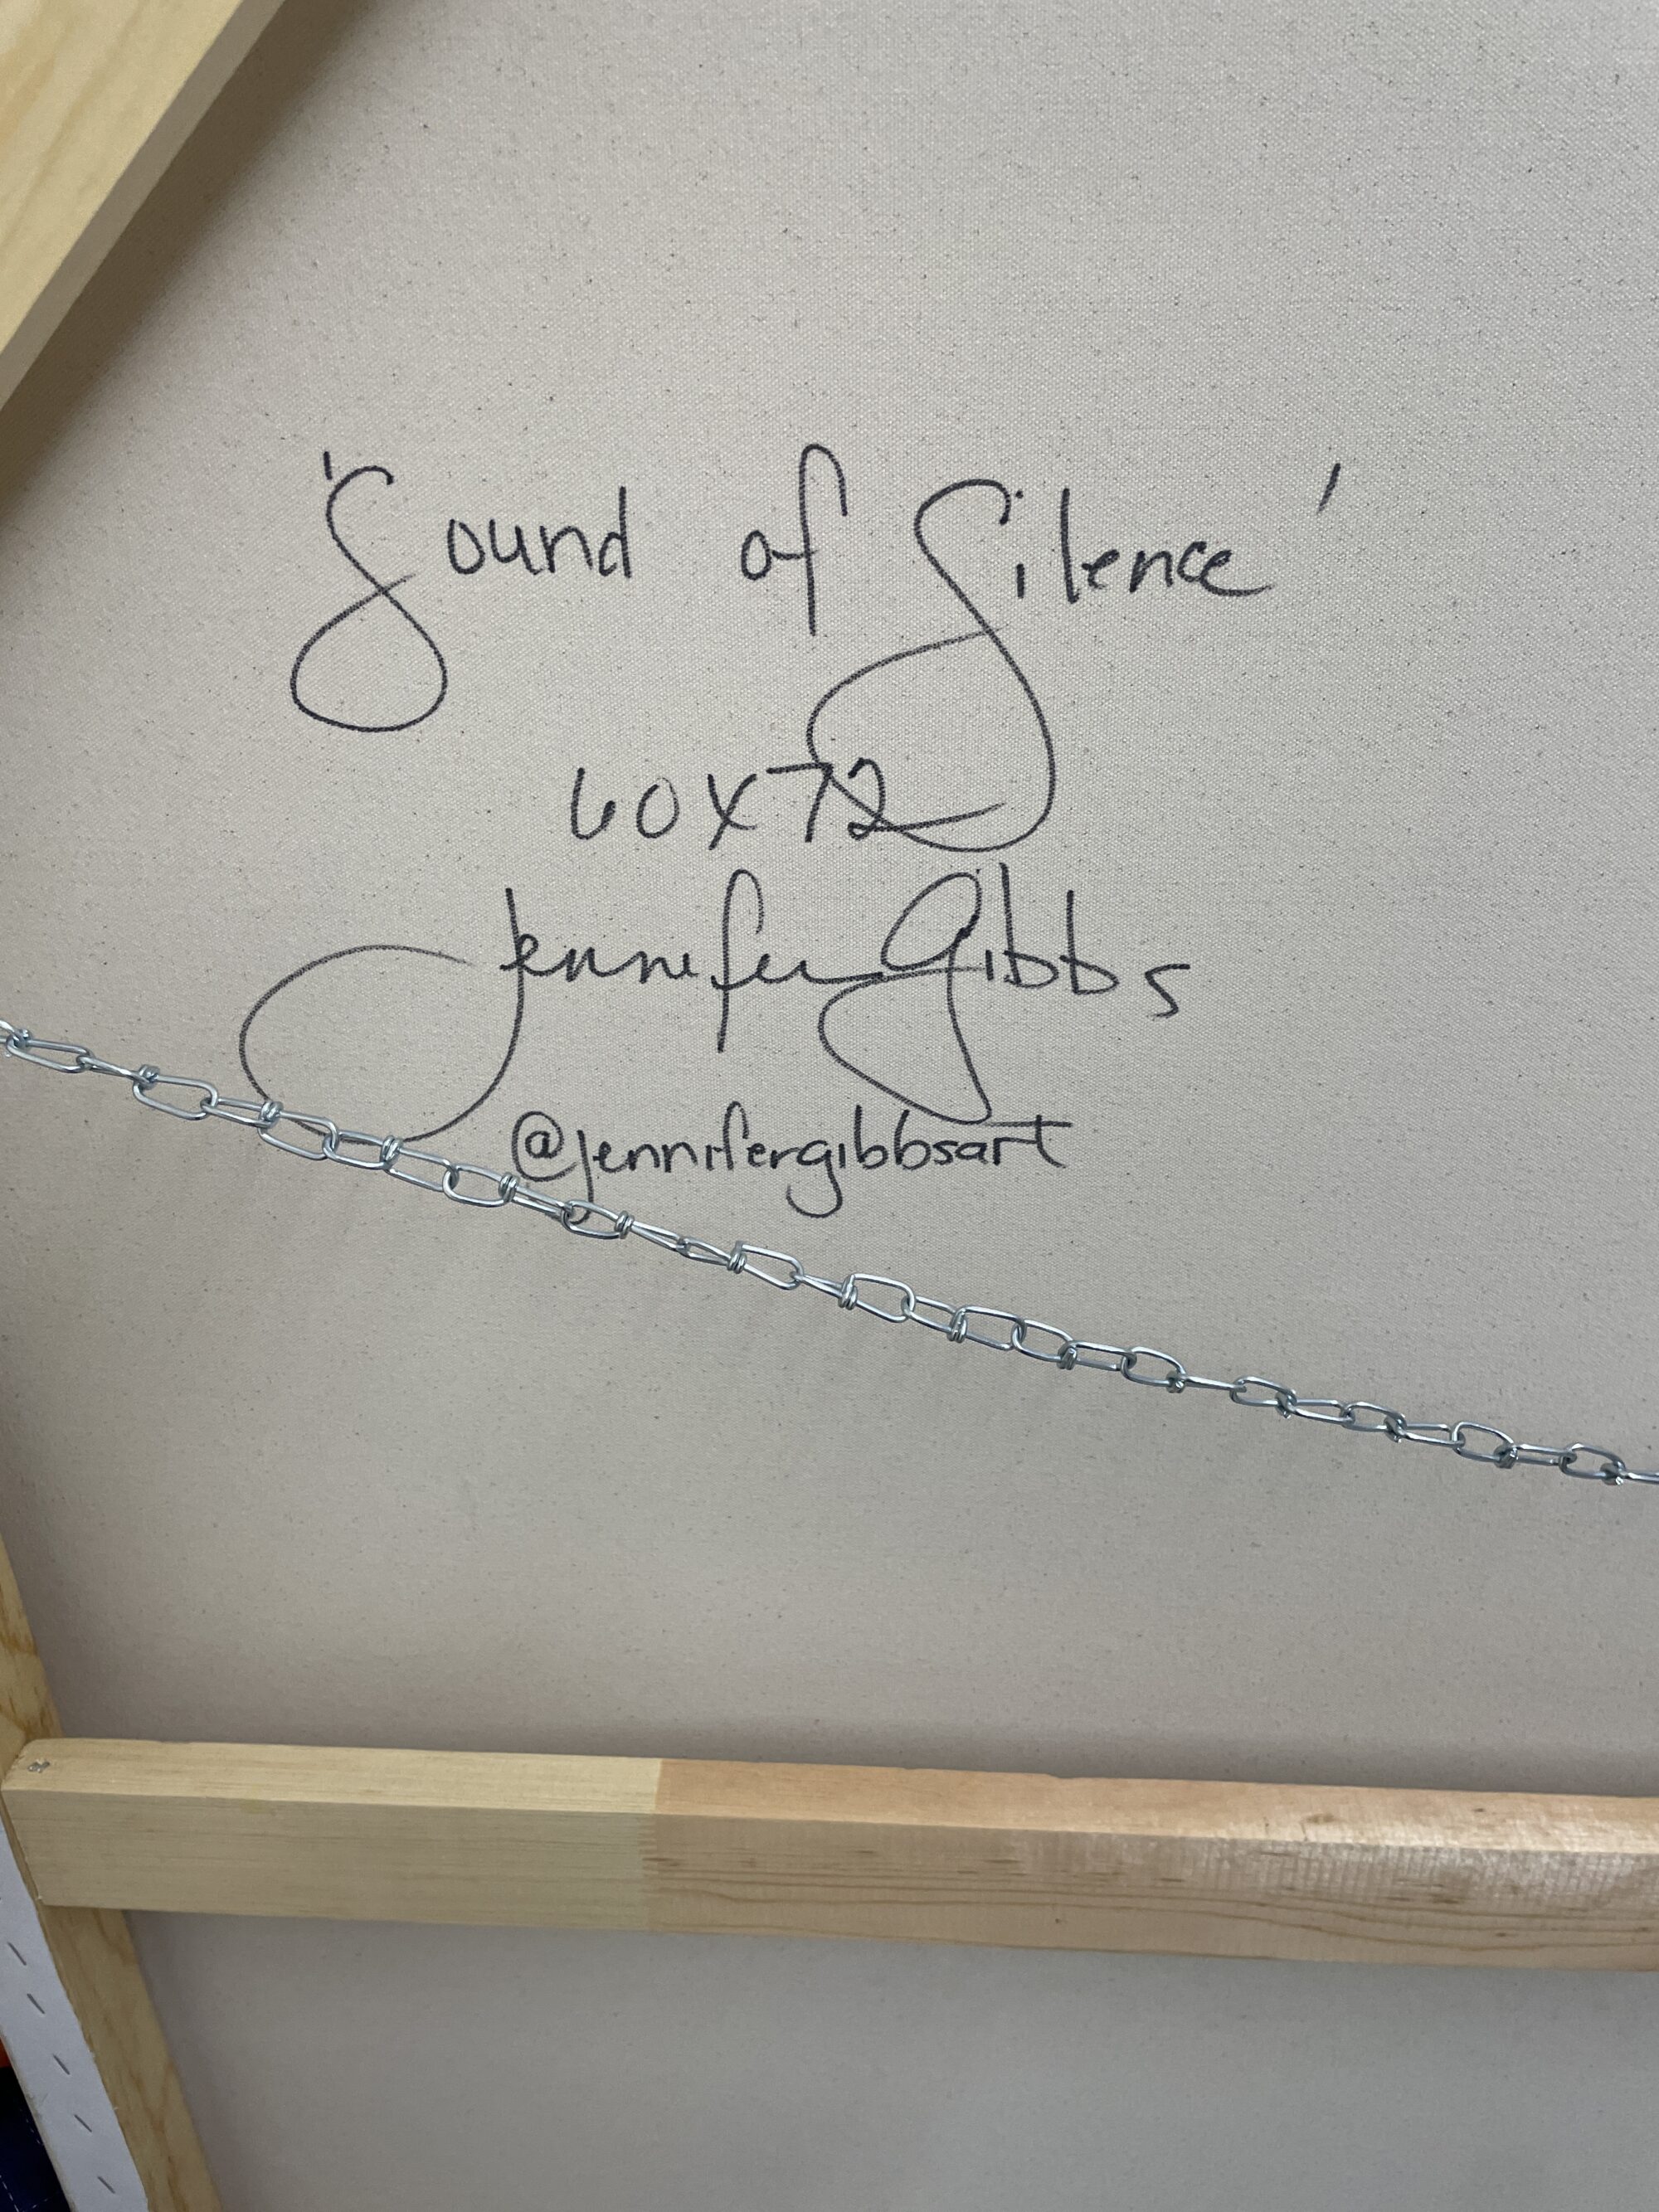 'Sound of Silence'
60x72
Jennifer Gibbs
@jennifergibbsart